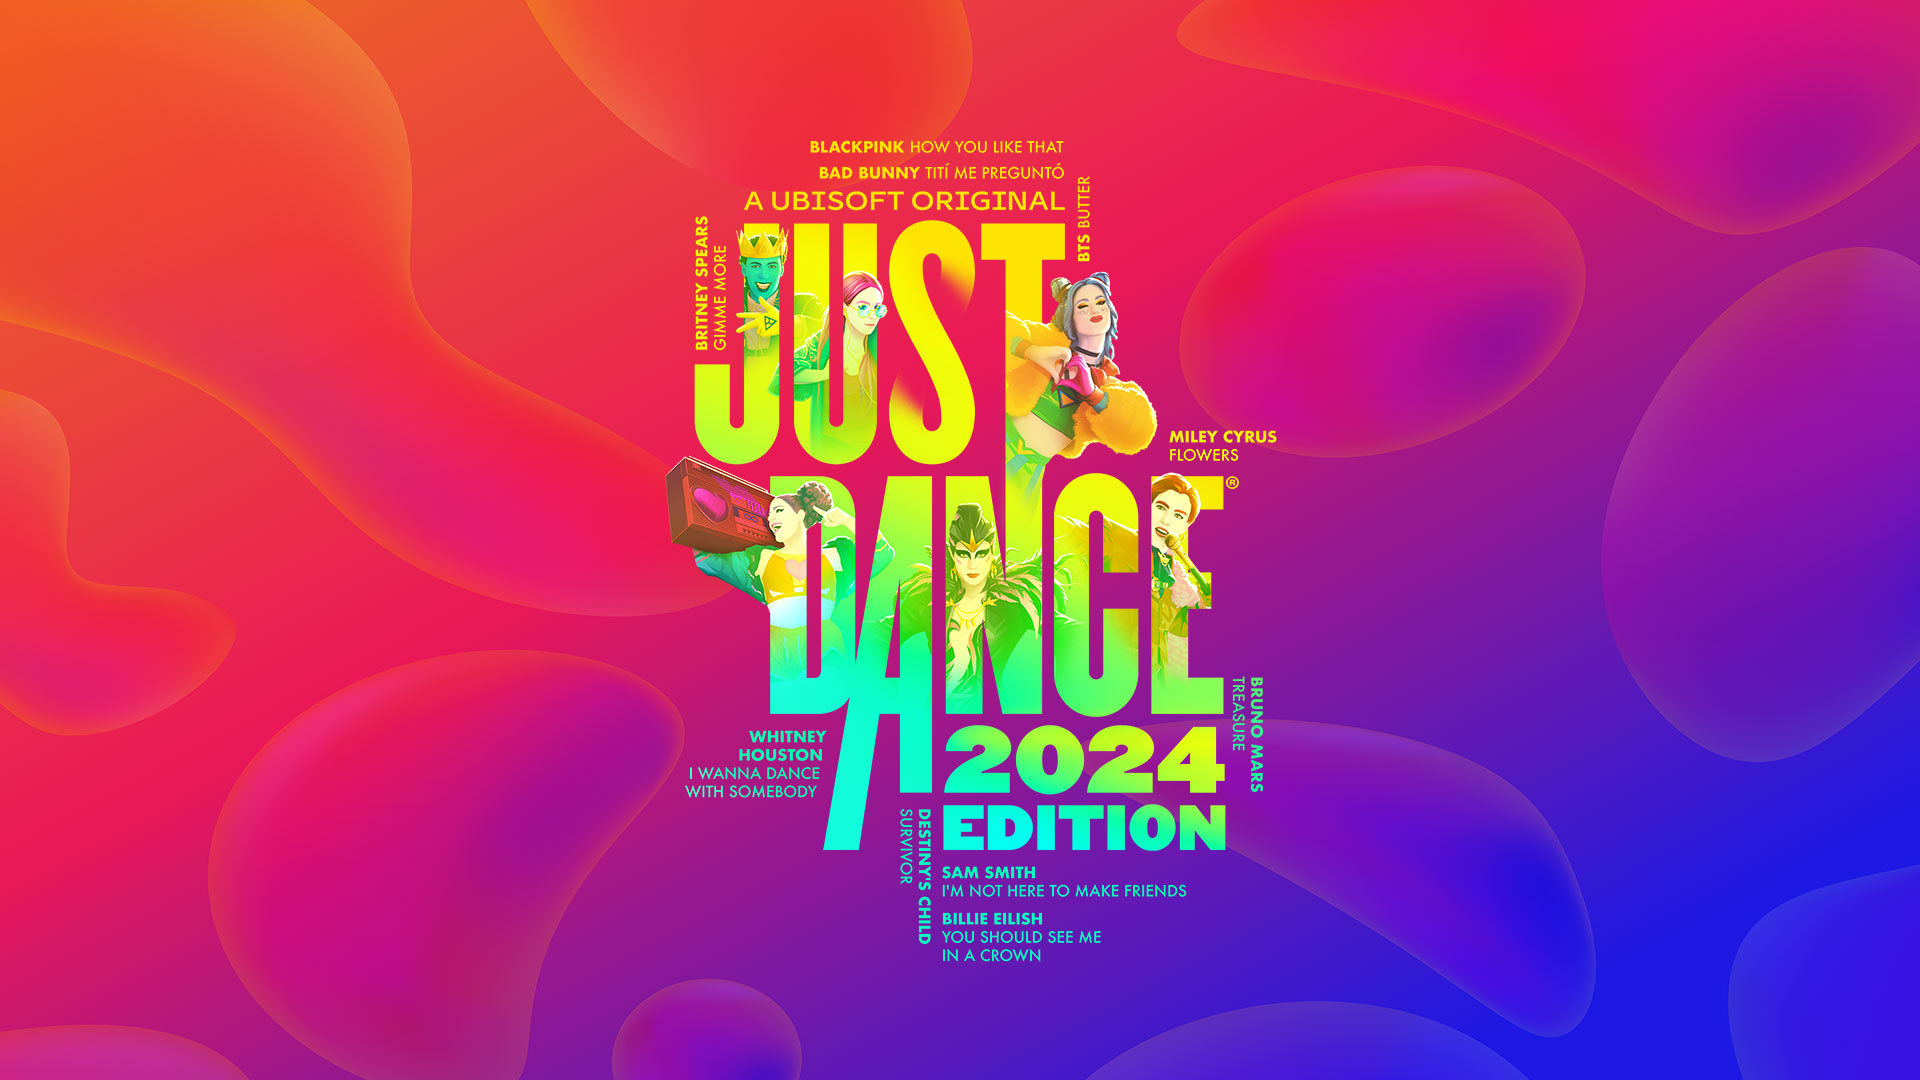 BLACKPINK HOW YOU LIKE THAT
BAD BUNNY TITÍ ME PREGUNTÓ
A UBISOFT ORIGINAL
BRITNEY SPEARS
GIMME MORE
BTS BUTTER
JUST
MILEY CYRUS
FLOWERS
DANCE®
BRUNO MARS
TREASURE
WHITNEY
HOUSTON
I WANNA DANCE
WITH SOMEBODY
2024
EDITION
DESTINY'S CHILD
SURVIVOR
SAM SMITH
I'M NOT HERE TO MAKE FRIENDS
BILLIE EILISH
YOU SHOULD SEE ME
IN A CROWN